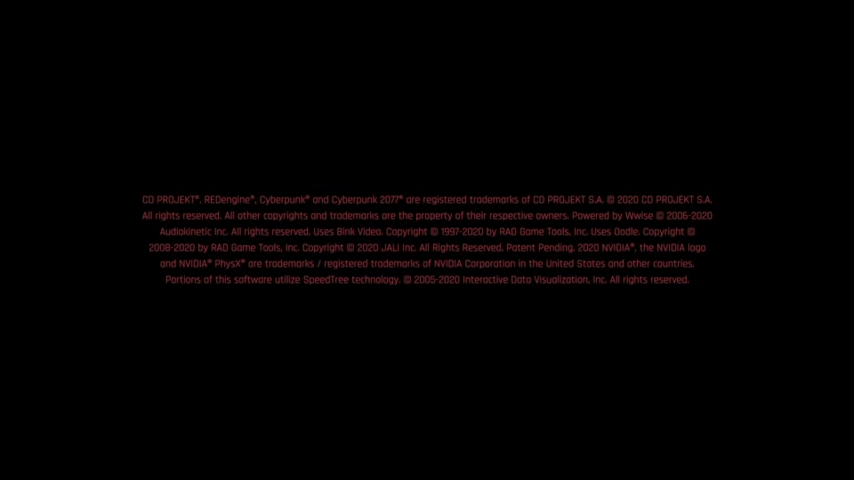 CD PROJEKT®, REDengine®, Cyberpunk® and Cyberpunk 2077® are registered trademarks of CD PROJEKT S.A. © 2020 CD PROJEKT S.A.
All rights reserved. All other copyrights and trademarks are the property of their respective owners. Powered by Wwise © 2006-2020
Audiokinetic Inc. All rights reserved. Uses Bink Video. Copyright © 1997-2020 by RAD Game Tools, Inc. Uses Oodle. Copyright ©
2008-2020 by RAD Game Tools, Inc. Copyright © 2020 JALI Inc. All Rights Reserved. Patent Pending. 2020 NVIDIA®, the NVIDIA logo
and NVIDIA® PhysX® are trademarks / registered trademarks of NVIDIA Corporation in the United States and other countries.
Portions of this software utilize SpeedTree technology. © 2005-2020 Interactive Data Visualization, Inc. All rights reserved.